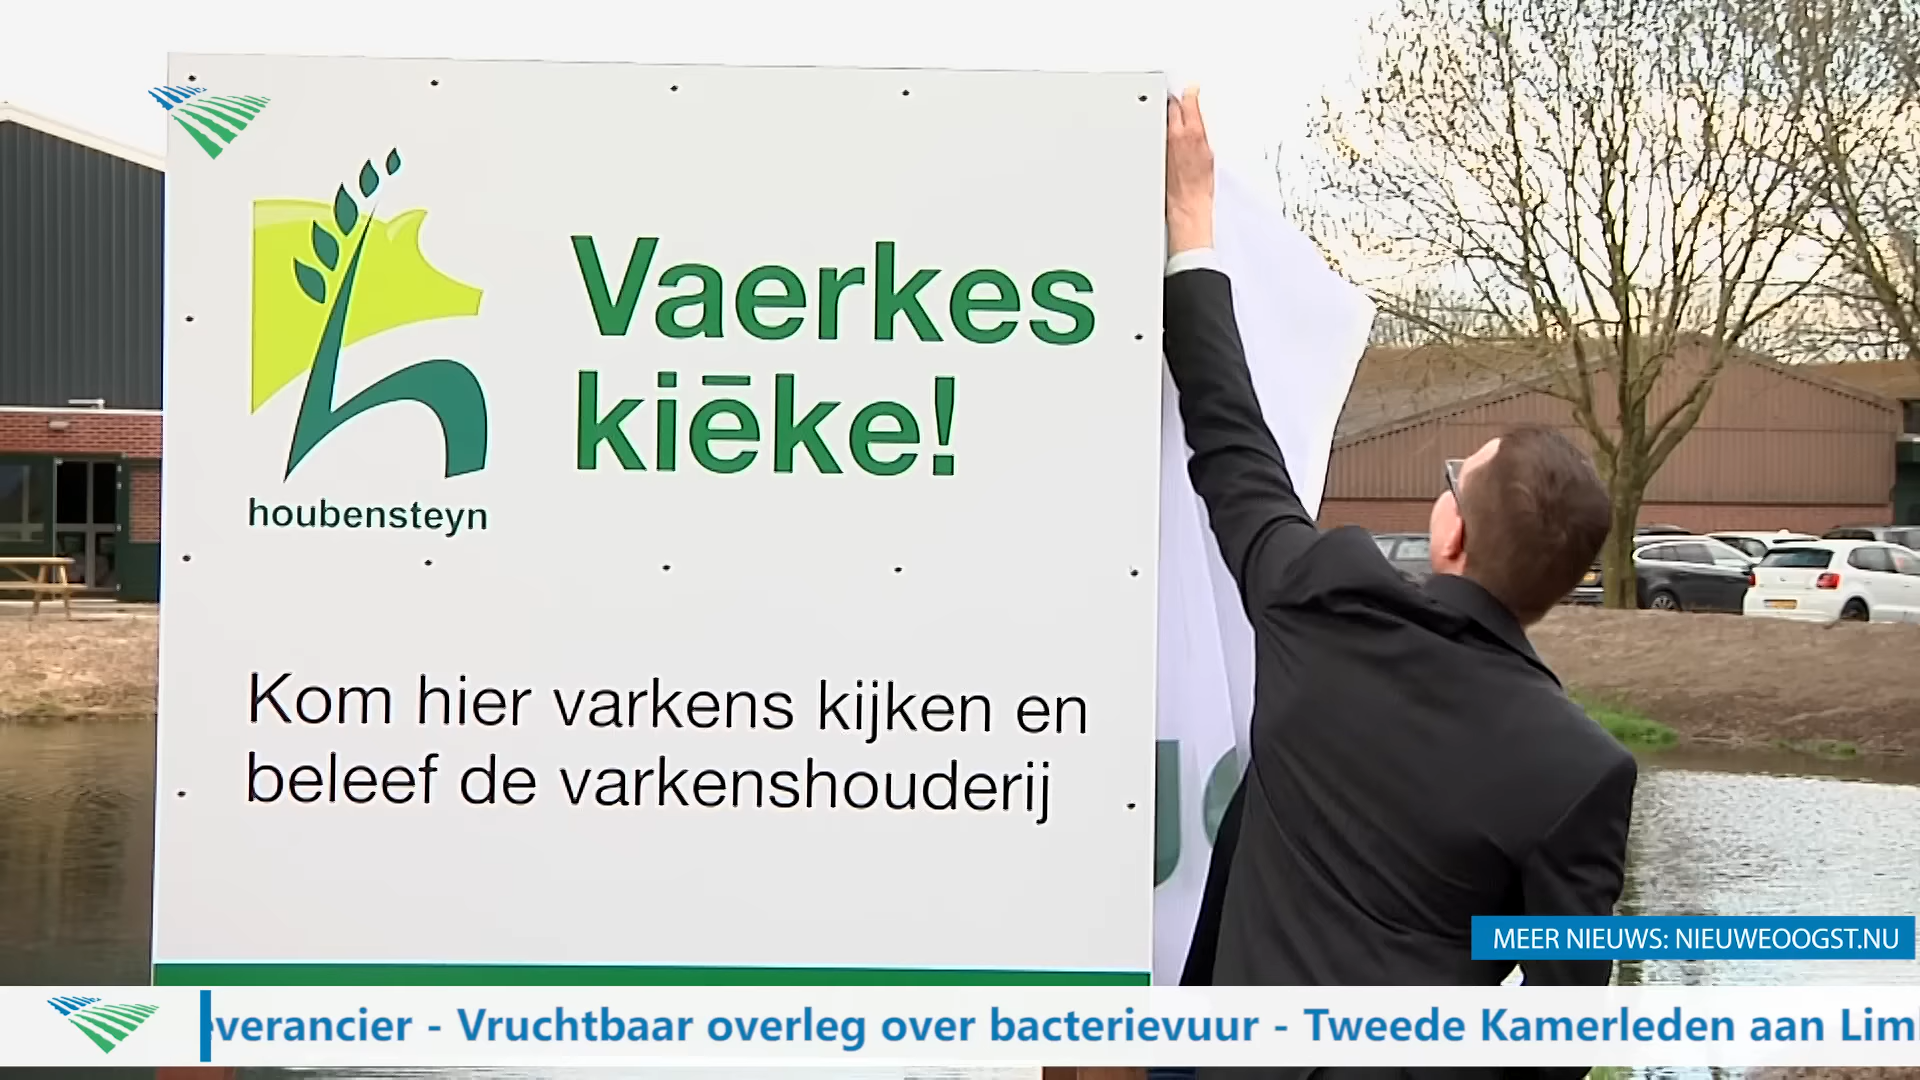 Vaerkes
kiēke!
houbensteyn
Kom hier varkens kijken en
beleef de varkenshouderij
MEER NIEUWS: NIEUWEOOGST.NU
verancier - Vruchtbaar overleg over bacterievuur - Tweede Kamerleden aan Lim